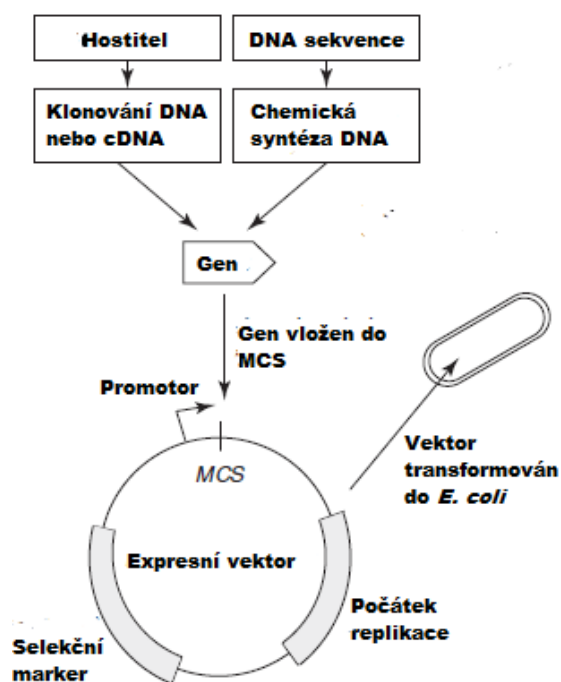 Hostitel
DNA sekvence
Klonování DNA
nebo cDNA
Chemická
syntéza DNA
Gen
Gen vložen do
MCS
Promotor
MCS
Vektor
transformován
do E. coli
Expresní vektor
Počátek
replikace
Selekční
marker